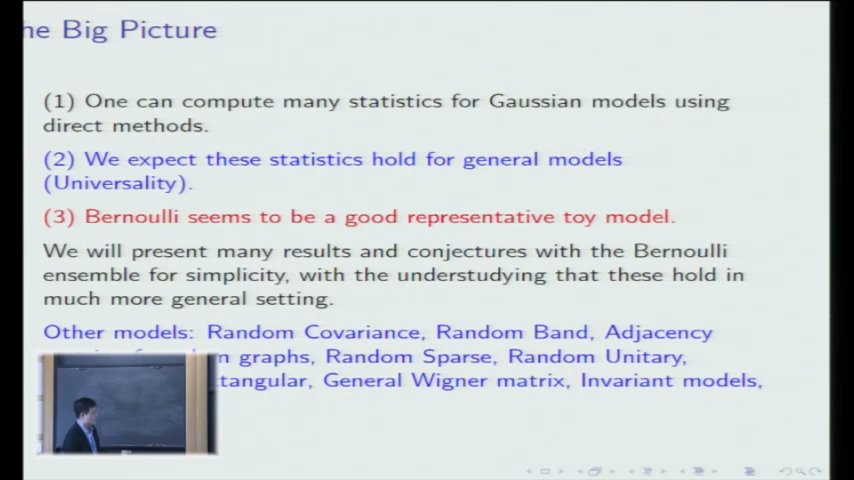 he Big Picture
(1) One can compute many statistics for Gaussian models using
direct methods.
(2) We expect these statistics hold for general models
(Universality).
(3) Bernoulli seems to be a good representative toy model.
We will present many results and conjectures with the Bernoulli
ensemble for simplicity, with the understudying that these hold in
much more general setting.
Other models: Random Covariance, Random Band, Adjacency
graphs, Random Sparse, Random Unitary,
tangular, General Wigner matrix, Invariant models,